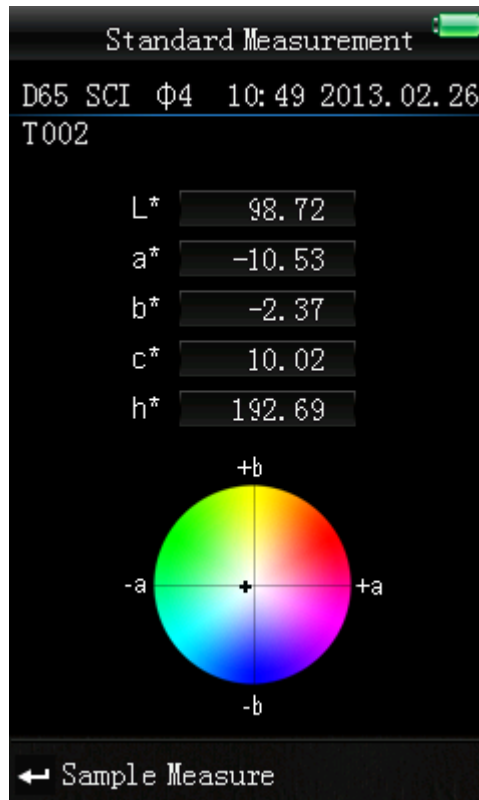 Standard Measurement
D65 SCI Φ4 10:49 2013.02.26
T002
L* 98.72
a* -10.53
b* -2.37
c* 10.02
h* 192.69
+b
-a +a
-b
Sample Measure